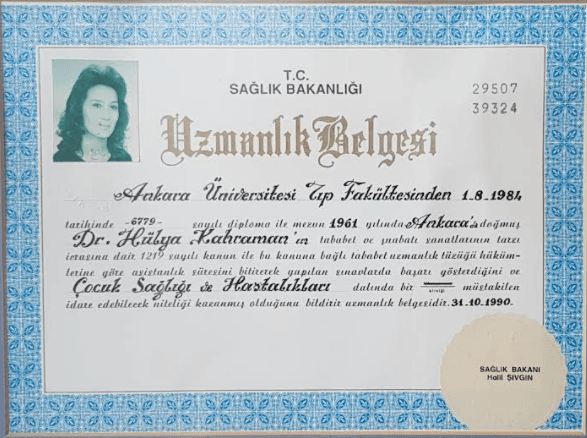 T.C.
SAĞLIK BAKANLIĞI
29507
39324
Uzmanlık Belgesi
Ankara Üniversitesi Tıp Fakültesinden 1.8.1984
tarihinde -6779- sayılı diploma ile mezun 1961 yılında Ankara'da doğmuş
Dr. Hülya Kahraman'ın tababet ve şuabatı sanatlarının tarzı
icrasına dair 1219 sayılı kanun ile bu kanuna bağlı tababet uzmanlık tüzüğü hüküm-
lerine göre asistanlık süresini bitirerek yapılan sınavlarda başarı gösterdiğini ve
Çocuk Sağlığı ve Hastalıkları dalında bir müstakilen
idare edebilecek niteliği kazanmış olduğunu bildirir uzmanlık belgesidir. 31.10.1990.
SAĞLIK BAKANI
Halil ŞIVGIN